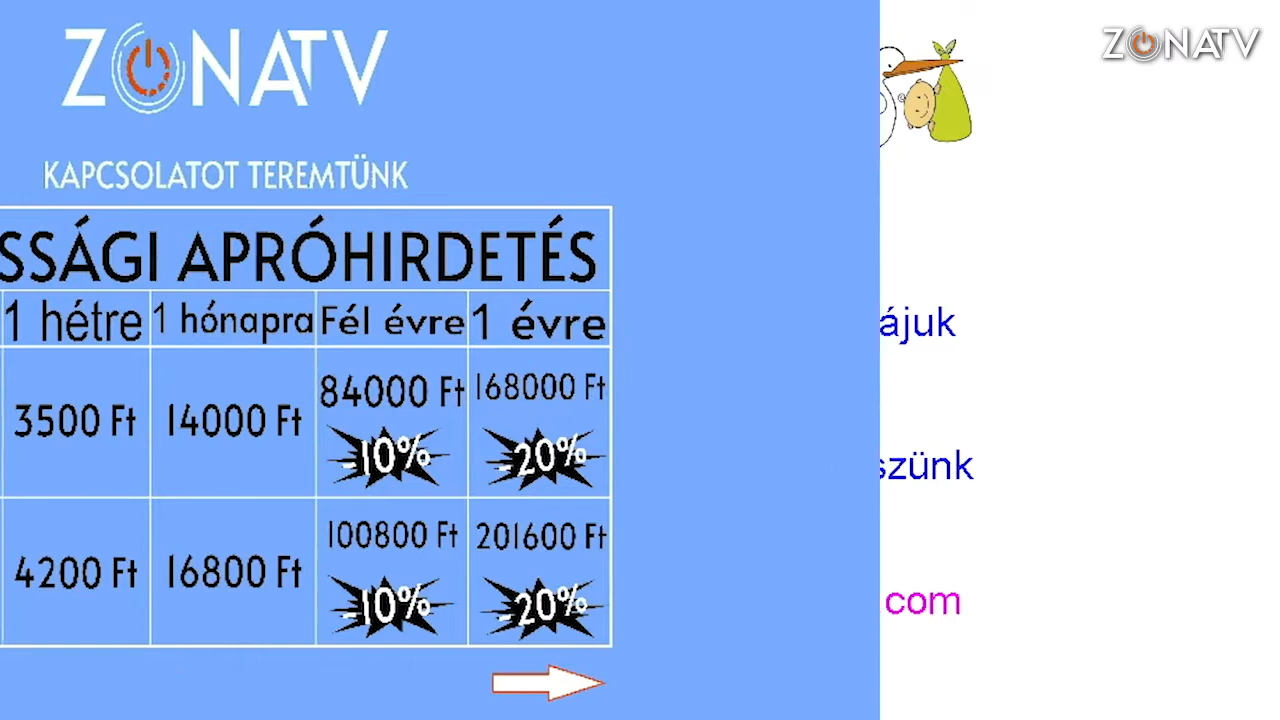 ZONATV
ZONATV
KAPCSOLATOT TEREMTÜNK
SSÁGI APRÓHIRDETÉS
1 hétre 1 hónapra Fél évre 1 évre
3500 Ft 14000 Ft 84000 Ft 168000 Ft
-10% -20%
4200 Ft 16800 Ft 100800 Ft 201600 Ft
-10% -20%
ájuk
szünk
com